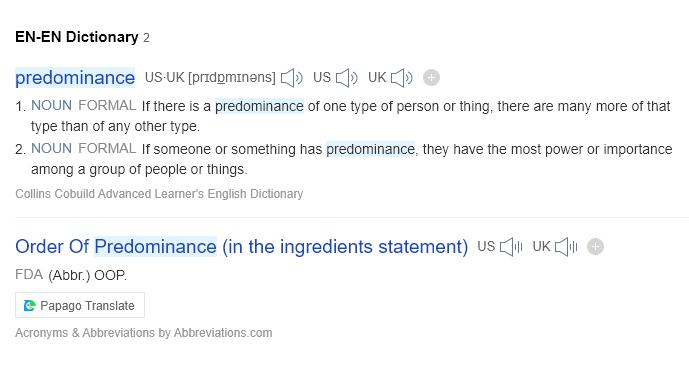 EN-EN Dictionary 2
predominance US·UK [prɪdɒmɪnəns] US UK
1. NOUN FORMAL If there is a predominance of one type of person or thing, there are many more of that
type than of any other type.
2. NOUN FORMAL If someone or something has predominance, they have the most power or importance
among a group of people or things.
Collins Cobuild Advanced Learner's English Dictionary
Order Of Predominance (in the ingredients statement) US UK
FDA (Abbr.) OOP.
Papago Translate
Acronyms & Abbreviations by Abbreviations.com